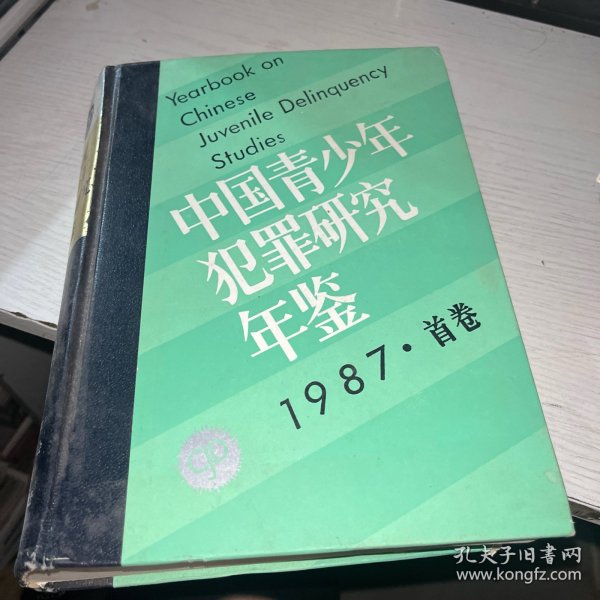 Yearbook on
Chinese
Juvenile Delinquency
Studies
中国青少年
犯罪研究
年鉴
1987·首卷
孔夫子旧书网
www.kongfz.com